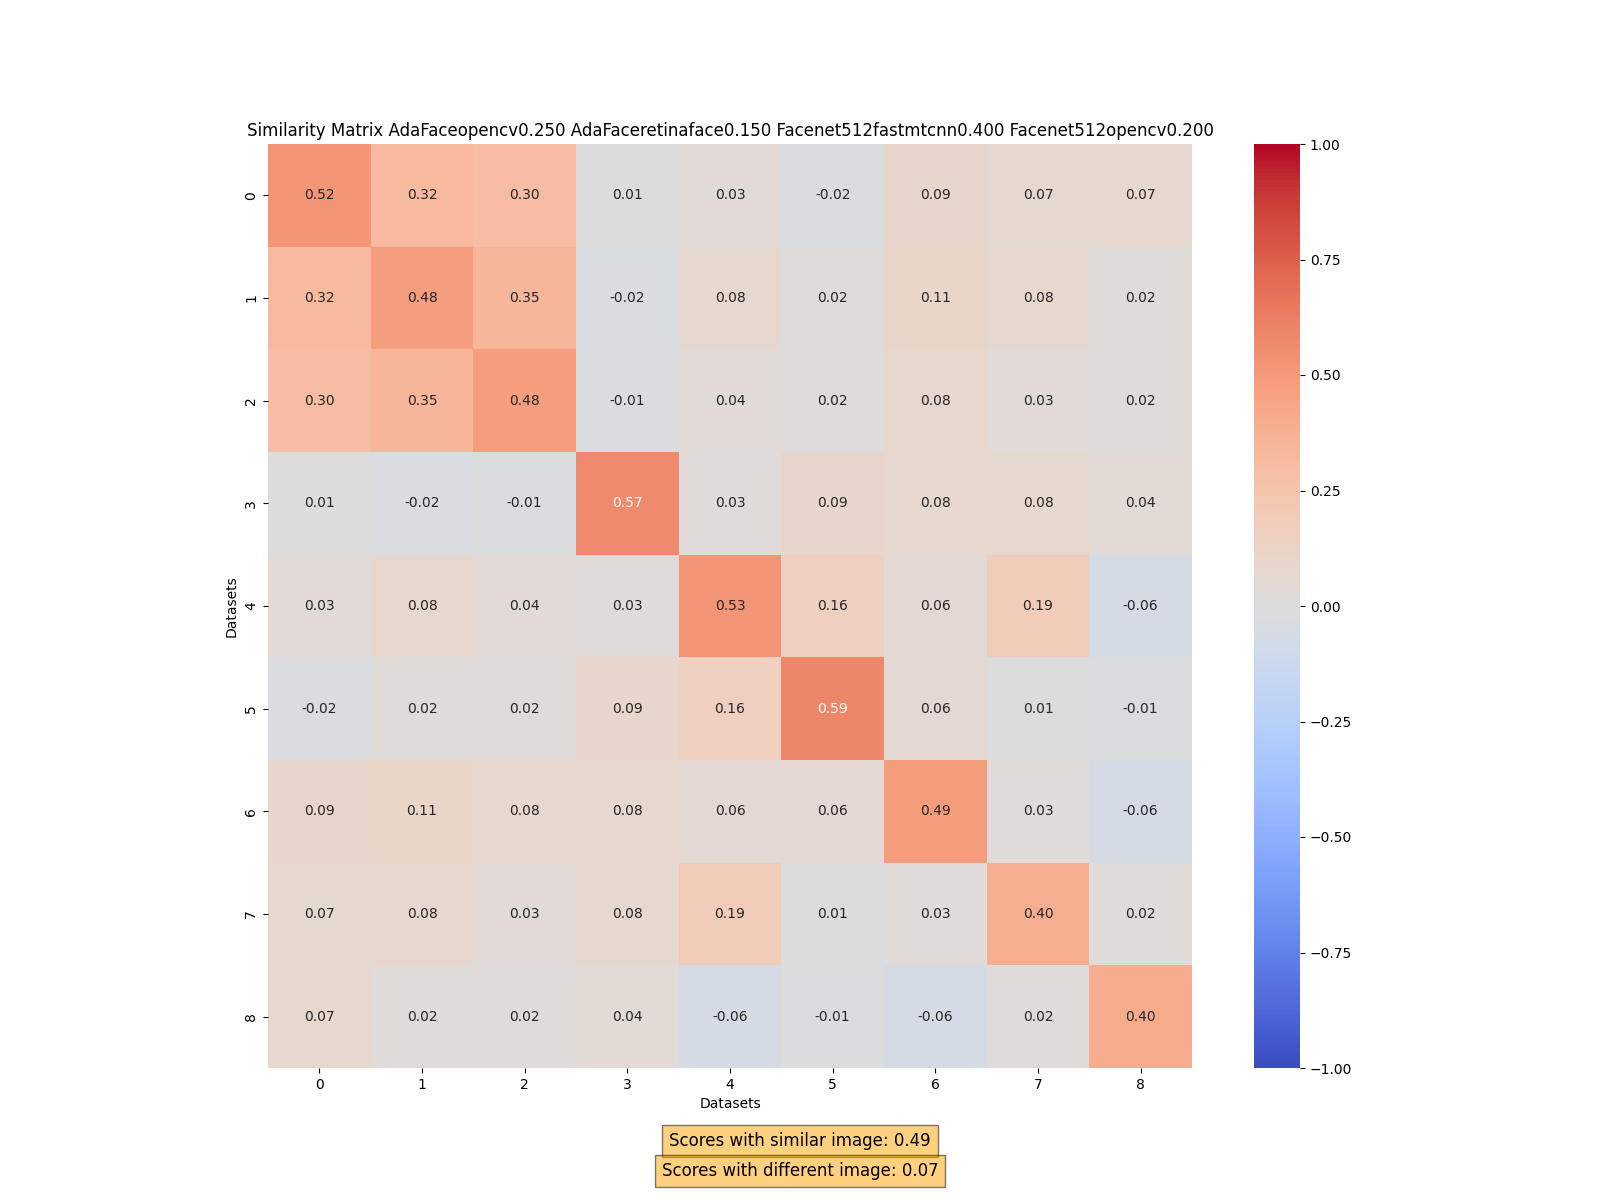 Similarity Matrix AdaFaceopencv0.250 AdaFaceretinaface0.150 Facenet512fastmtcnn0.400 Facenet512opencv0.200
0 0.52 0.32 0.30 0.01 0.03 -0.02 0.09 0.07 0.07
1 0.32 0.48 0.35 -0.02 0.08 0.02 0.11 0.08 0.02
2 0.30 0.35 0.48 -0.01 0.04 0.02 0.08 0.03 0.02
3 0.01 -0.02 -0.01 0.57 0.03 0.09 0.08 0.08 0.04
4 0.03 0.08 0.04 0.03 0.53 0.16 0.06 0.19 -0.06
5 -0.02 0.02 0.02 0.09 0.16 0.59 0.06 0.01 -0.01
6 0.09 0.11 0.08 0.08 0.06 0.06 0.49 0.03 -0.06
7 0.07 0.08 0.03 0.08 0.19 0.01 0.03 0.40 0.02
8 0.07 0.02 0.02 0.04 -0.06 -0.01 -0.06 0.02 0.40
0 1 2 3 4 5 6 7 8
Datasets
Datasets
1.00
0.75
0.50
0.25
0.00
−0.25
−0.50
−0.75
−1.00
Scores with similar image: 0.49
Scores with different image: 0.07